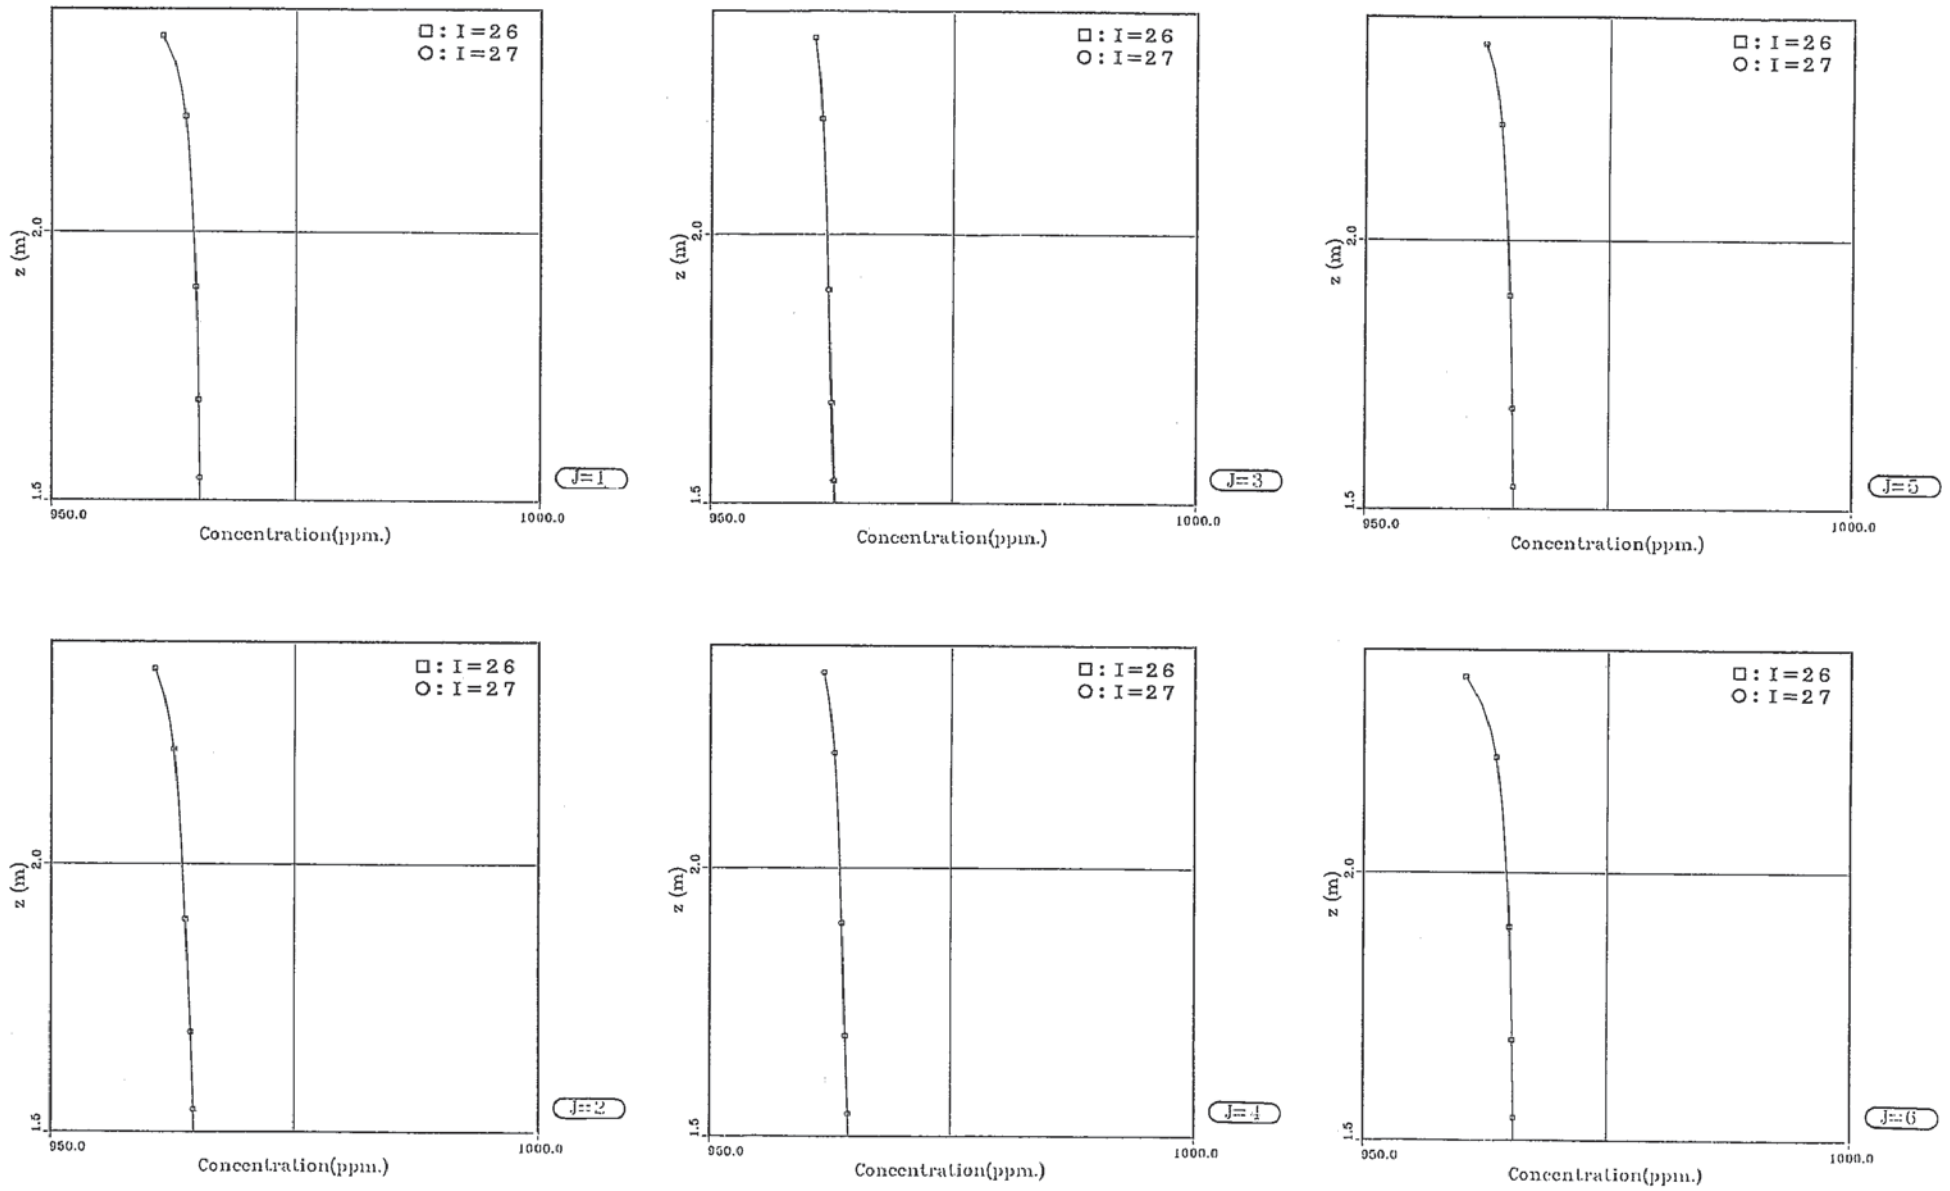 □: I=26
○: I=27
2.0
z (m)
1.5
950.0
1000.0
Concentration(ppm.)
J=1
□: I=26
○: I=27
2.0
z (m)
1.5
950.0
1000.0
Concentration(ppm.)
J=3
□: I=26
○: I=27
2.0
z (m)
1.5
950.0
1000.0
Concentration(ppm.)
J=5
□: I=26
○: I=27
2.0
z (m)
1.5
950.0
1000.0
Concentration(ppm.)
J=2
□: I=26
○: I=27
2.0
z (m)
1.5
950.0
1000.0
Concentration(ppm.)
J=4
□: I=26
○: I=27
2.0
z (m)
1.5
950.0
1000.0
Concentration(ppm.)
J=6